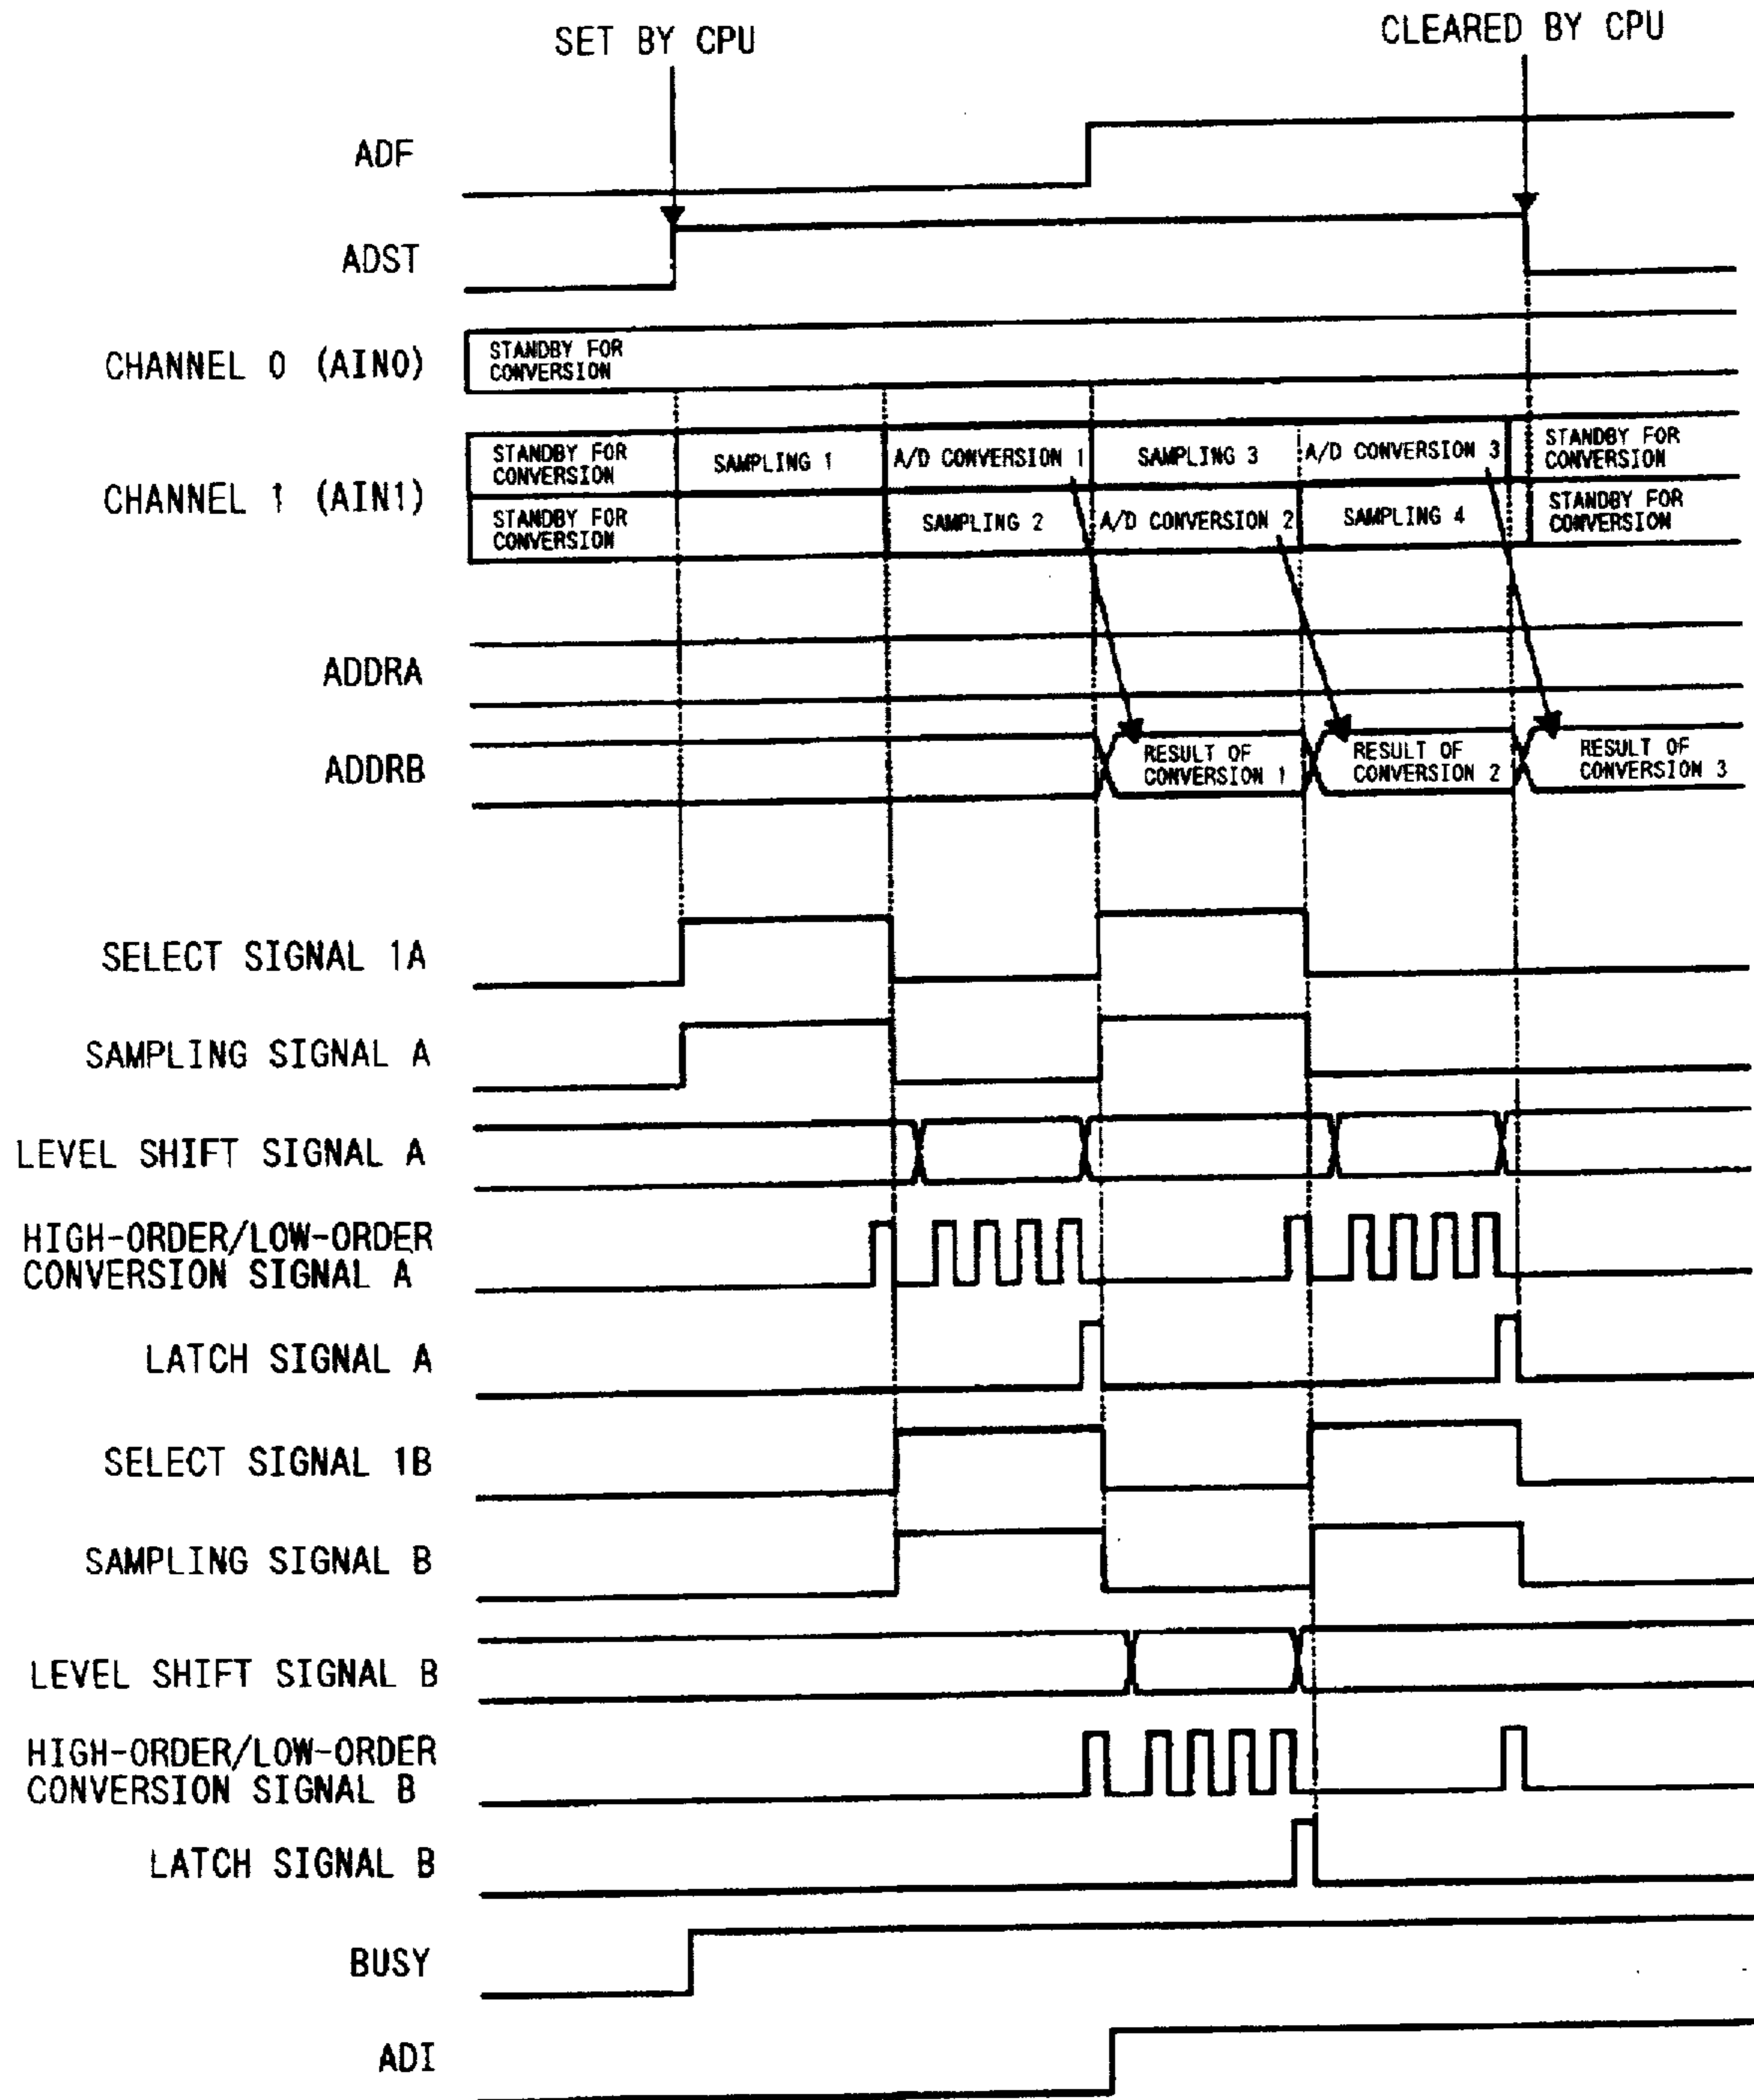 SET BY CPU
CLEARED BY CPU
ADF
ADST
CHANNEL 0 (AIN0)
STANDBY FOR
CONVERSION
CHANNEL 1 (AIN1)
STANDBY FOR
CONVERSION
SAMPLING 1
A/D CONVERSION 1
SAMPLING 3
A/D CONVERSION 3
STANDBY FOR
CONVERSION
STANDBY FOR
CONVERSION
SAMPLING 2
A/D CONVERSION 2
SAMPLING 4
STANDBY FOR
CONVERSION
ADDRA
ADDRB
RESULT OF
CONVERSION 1
RESULT OF
CONVERSION 2
RESULT OF
CONVERSION 3
SELECT SIGNAL 1A
SAMPLING SIGNAL A
LEVEL SHIFT SIGNAL A
HIGH-ORDER/LOW-ORDER
CONVERSION SIGNAL A
LATCH SIGNAL A
SELECT SIGNAL 1B
SAMPLING SIGNAL B
LEVEL SHIFT SIGNAL B
HIGH-ORDER/LOW-ORDER
CONVERSION SIGNAL B
LATCH SIGNAL B
BUSY
ADI